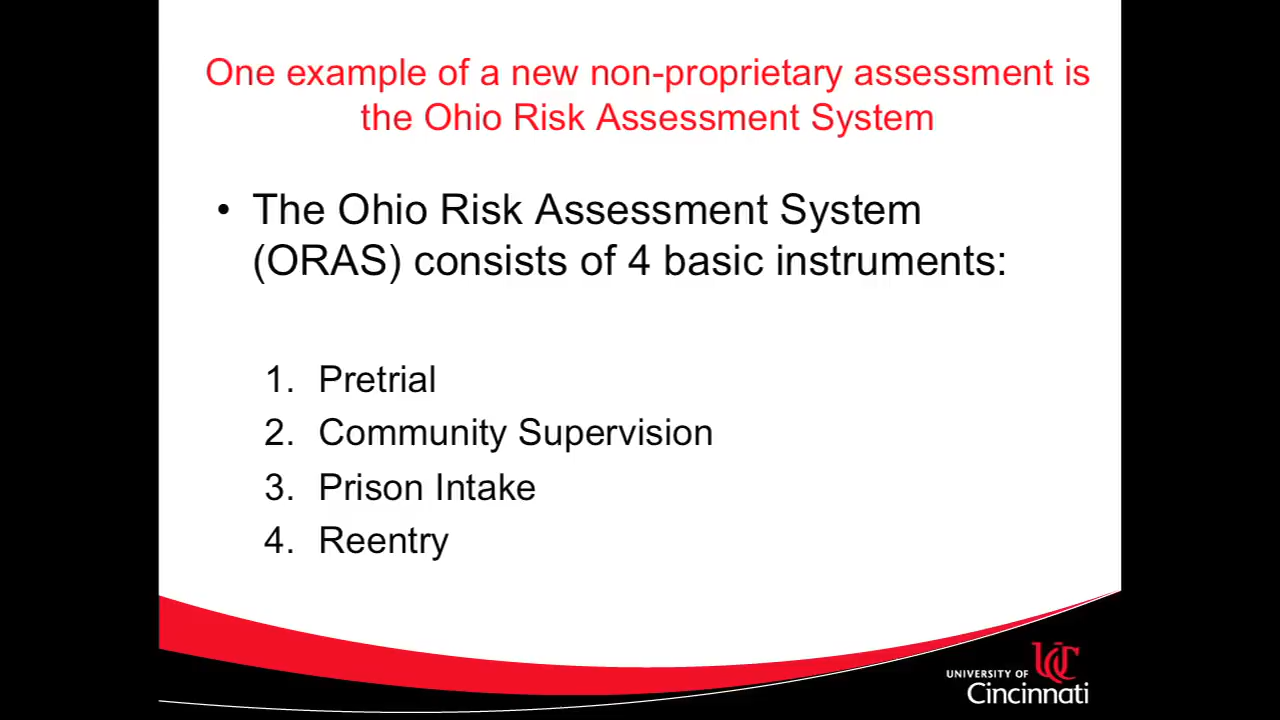 One example of a new non-proprietary assessment is
the Ohio Risk Assessment System
• The Ohio Risk Assessment System
(ORAS) consists of 4 basic instruments:
1. Pretrial
2. Community Supervision
3. Prison Intake
4. Reentry
UC
UNIVERSITY OF
Cincinnati